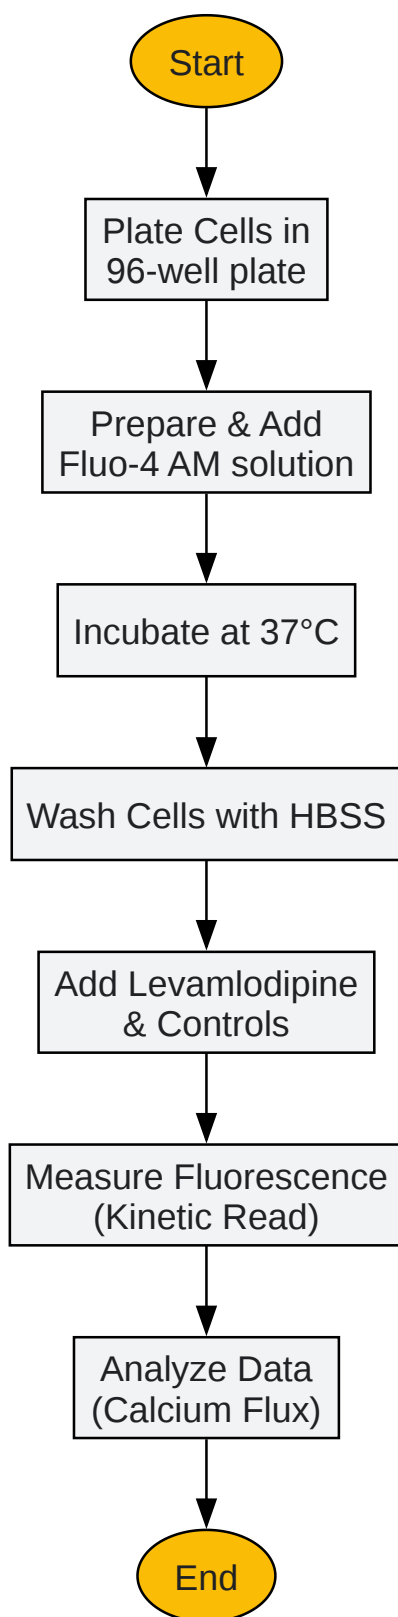 Start
Plate Cells in
96-well plate
Prepare & Add
Fluo-4 AM solution
Incubate at 37°C
Wash Cells with HBSS
Add Levamlodipine
& Controls
Measure Fluorescence
(Kinetic Read)
Analyze Data
(Calcium Flux)
End